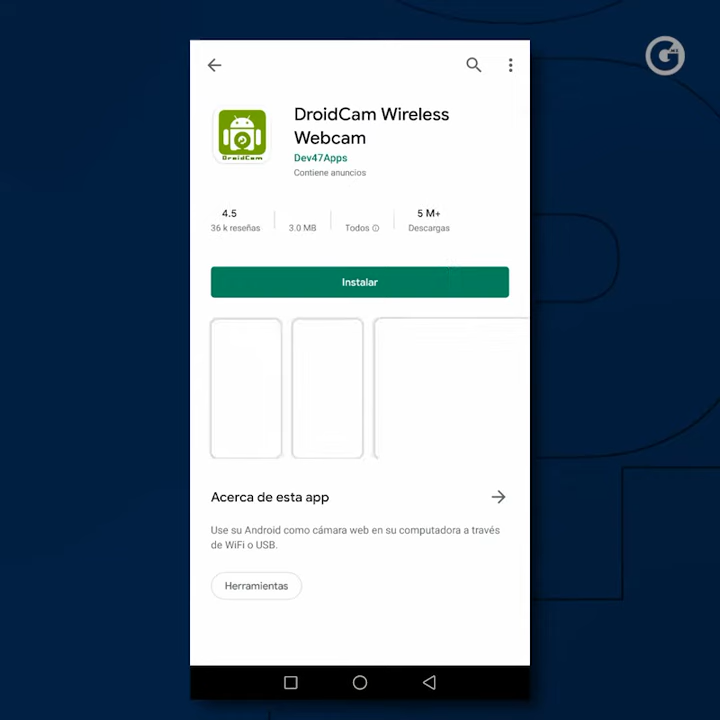 DroidCam Wireless
Webcam
DroidCam
Dev47Apps
Contiene anuncios
4.5
36 k reseñas
3.0 MB
Todos
5 M+
Descargas
Instalar
Acerca de esta app
Use su Android como cámara web en su computadora a través
de WiFi o USB.
Herramientas